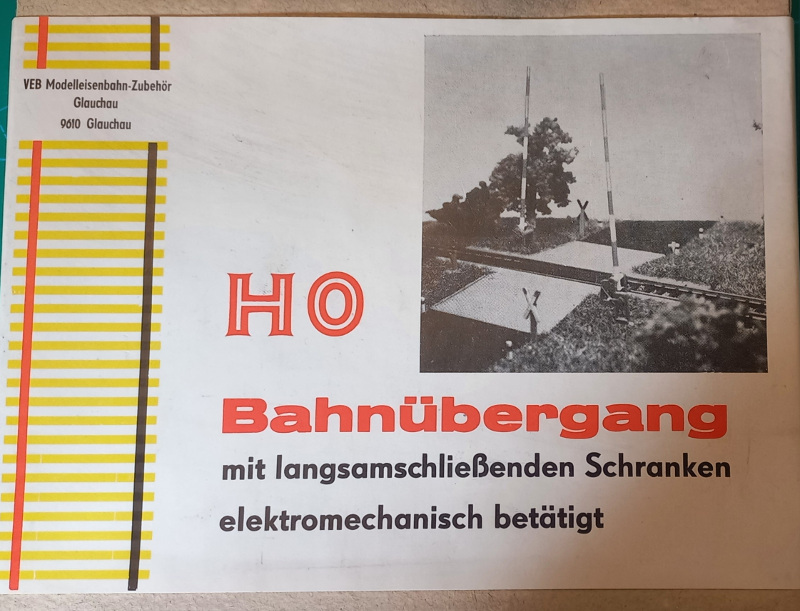 VEB Modelleisenbahn-Zubehör
Glauchau
9610 Glauchau
HO
Bahnübergang
mit langsamschließenden Schranken
elektromechanisch betätigt